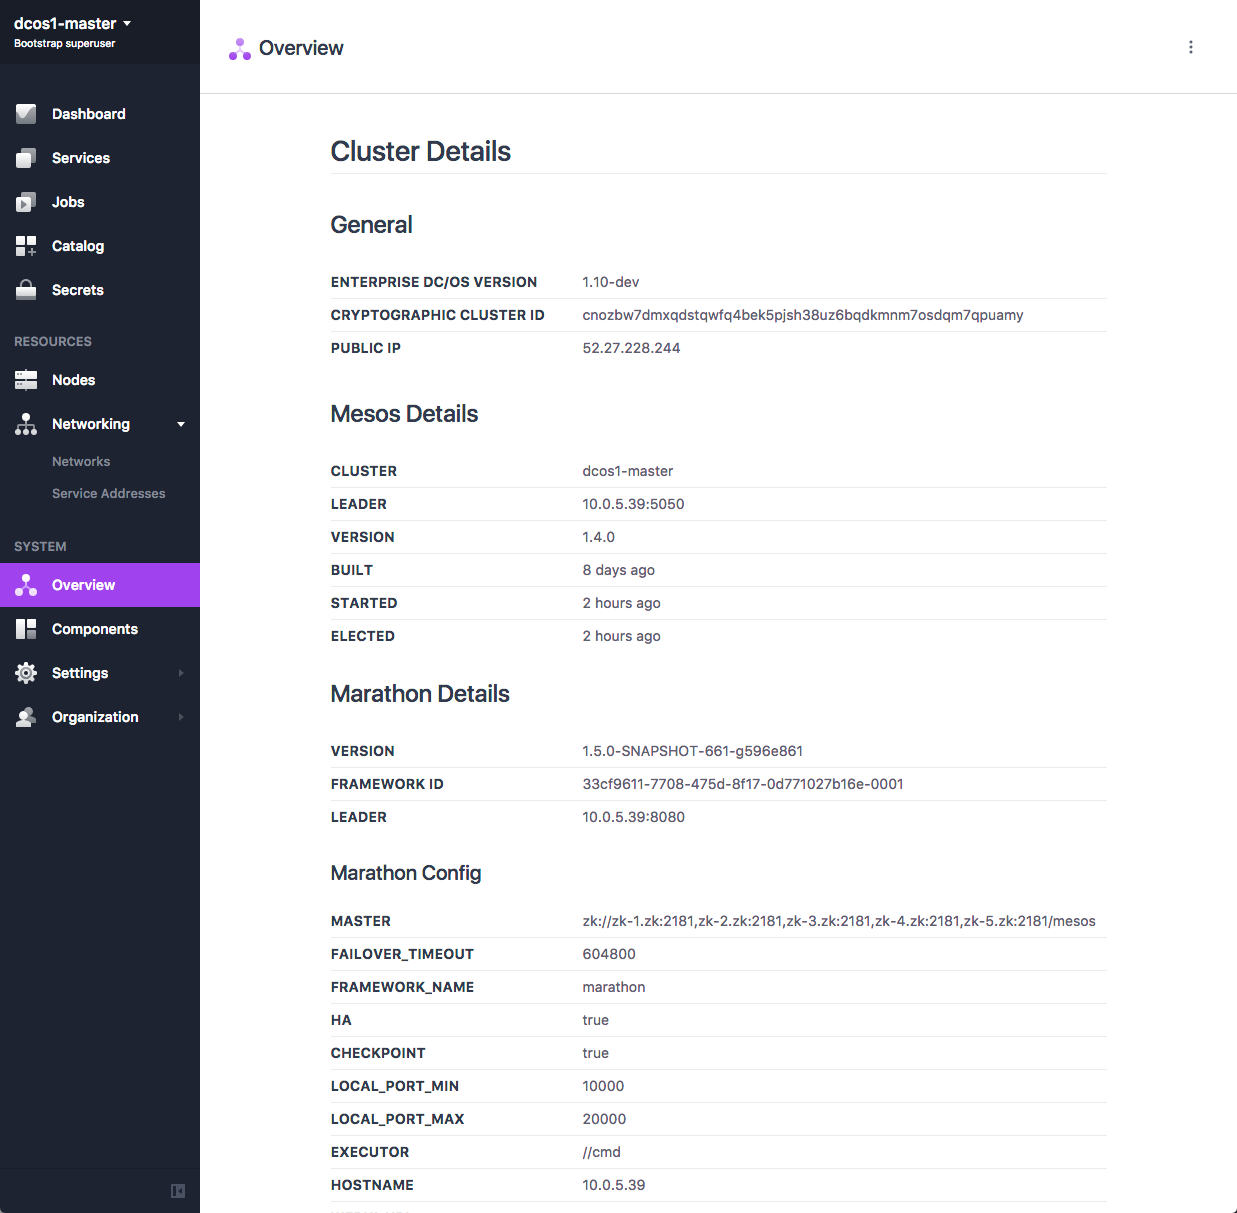 dcos1-master
Bootstrap superuser
Dashboard
Services
Jobs
Catalog
Secrets
RESOURCES
Nodes
Networking
Networks
Service Addresses
SYSTEM
Overview
Components
Settings
Organization
Overview
Cluster Details
General
ENTERPRISE DC/OS VERSION 1.10-dev
CRYPTOGRAPHIC CLUSTER ID cnozbw7dmxqdstqwfq4bek5pjsh38uz6bqdkmnm7osdqm7qpuamy
PUBLIC IP 52.27.228.244
Mesos Details
CLUSTER dcos1-master
LEADER 10.0.5.39:5050
VERSION 1.4.0
BUILT 8 days ago
STARTED 2 hours ago
ELECTED 2 hours ago
Marathon Details
VERSION 1.5.0-SNAPSHOT-661-g596e861
FRAMEWORK ID 33cf9611-7708-475d-8f17-0d771027b16e-0001
LEADER 10.0.5.39:8080
Marathon Config
MASTER zk://zk-1.zk:2181,zk-2.zk:2181,zk-3.zk:2181,zk-4.zk:2181,zk-5.zk:2181/mesos
FAILOVER_TIMEOUT 604800
FRAMEWORK_NAME marathon
HA true
CHECKPOINT true
LOCAL_PORT_MIN 10000
LOCAL_PORT_MAX 20000
EXECUTOR //cmd
HOSTNAME 10.0.5.39